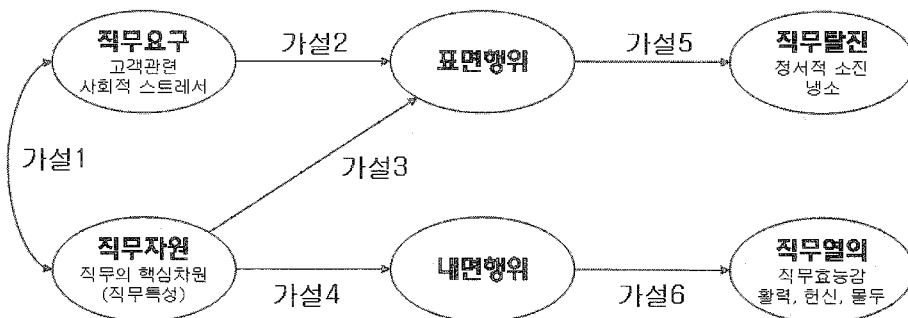 직무요구
고객관련
사회적 스트레서
가설2
표면행위
가설5
직무탈진
정서적 소진
냉소
가설1
가설3
직무자원
직무의 핵심차원
(직무특성)
가설4
내면행위
가설6
직무열의
직무효능감
활력, 헌신, 몰두